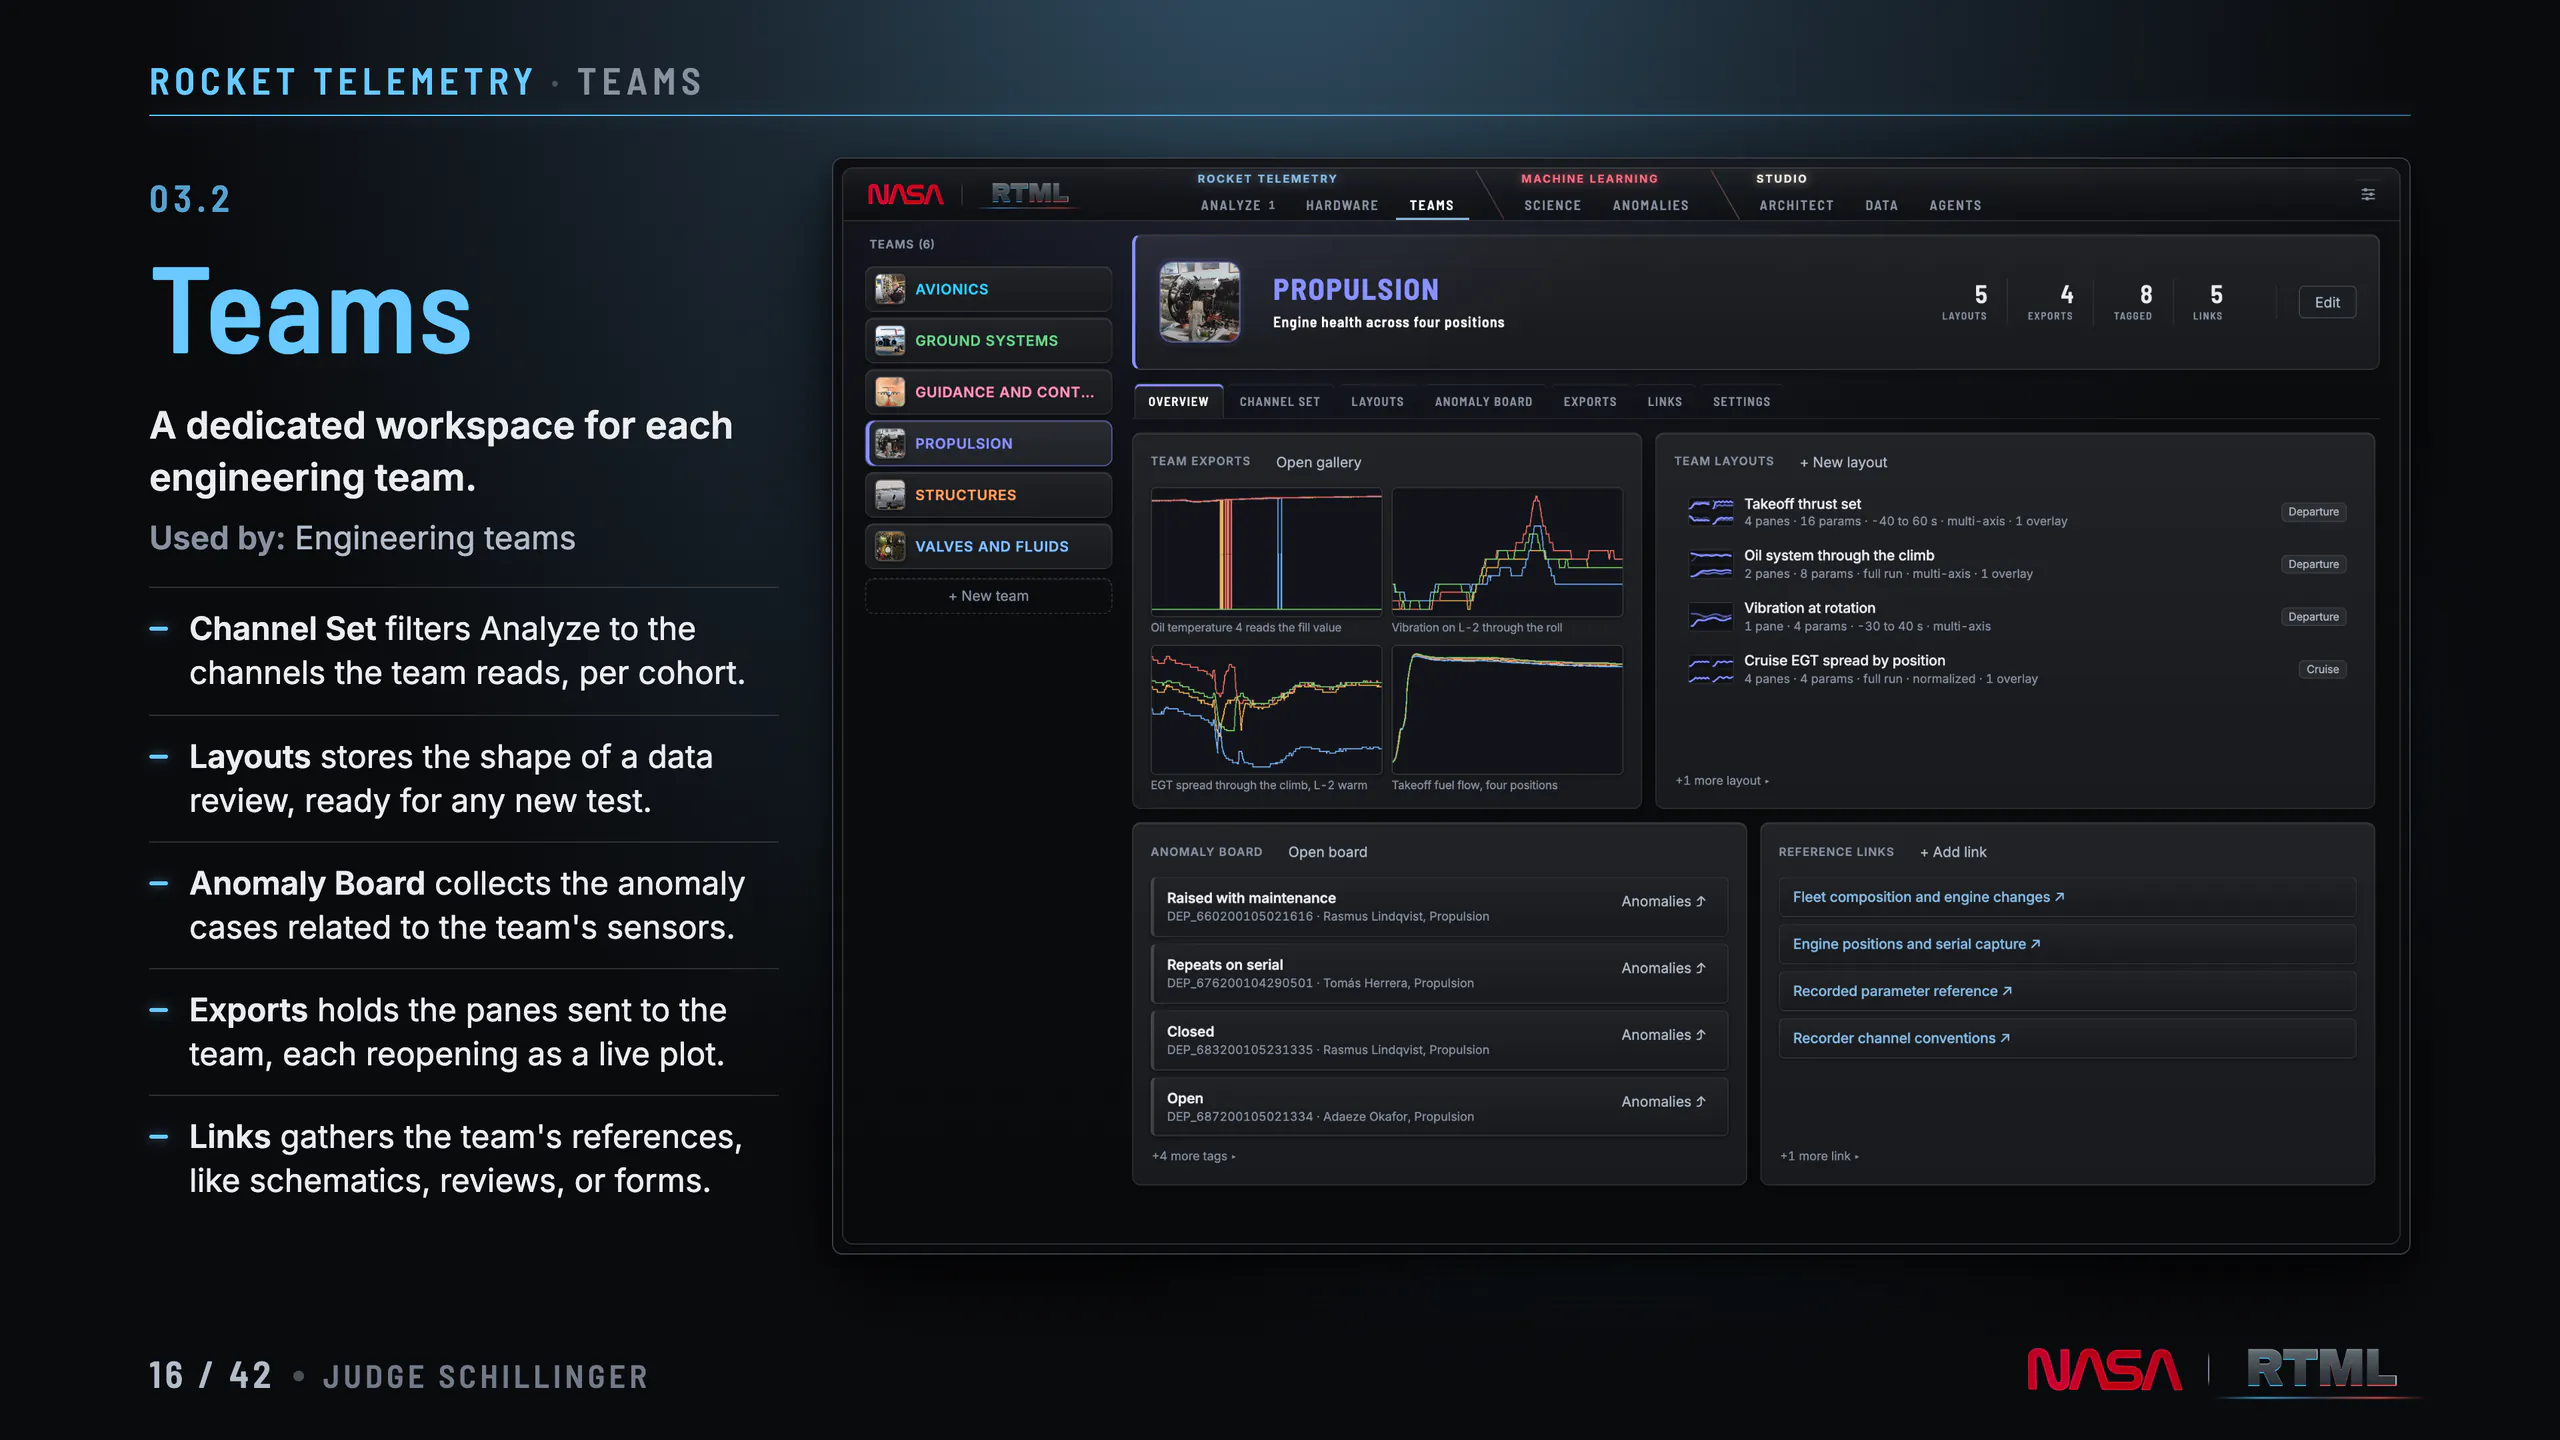 ROCKET TELEMETRY · TEAMS
03.2
Teams
A dedicated workspace for each
engineering team.
Used by: Engineering teams
– Channel Set filters Analyze to the
channels the team reads, per cohort.
– Layouts stores the shape of a data
review, ready for any new test.
– Anomaly Board collects the anomaly
cases related to the team's sensors.
– Exports holds the panes sent to the
team, each reopening as a live plot.
– Links gathers the team's references,
like schematics, reviews, or forms.
NASA | RTML
ROCKET TELEMETRY
ANALYZE 1 HARDWARE TEAMS
MACHINE LEARNING
SCIENCE ANOMALIES
STUDIO
ARCHITECT DATA AGENTS
TEAMS (6)
AVIONICS
GROUND SYSTEMS
GUIDANCE AND CONT...
PROPULSION
STRUCTURES
VALVES AND FLUIDS
+ New team
PROPULSION
Engine health across four positions
5 LAYOUTS
4 EXPORTS
8 TAGGED
5 LINKS
Edit
OVERVIEW CHANNEL SET LAYOUTS ANOMALY BOARD EXPORTS LINKS SETTINGS
TEAM EXPORTS Open gallery
Oil temperature 4 reads the fill value
Vibration on L-2 through the roll
EGT spread through the climb, L-2 warm
Takeoff fuel flow, four positions
TEAM LAYOUTS + New layout
Takeoff thrust set
4 panes · 16 params · -40 to 60 s · multi-axis · 1 overlay
Departure
Oil system through the climb
2 panes · 8 params · full run · multi-axis · 1 overlay
Departure
Vibration at rotation
1 pane · 4 params · -30 to 40 s · multi-axis
Departure
Cruise EGT spread by position
4 panes · 4 params · full run · normalized · 1 overlay
Cruise
+1 more layout ▸
ANOMALY BOARD Open board
Raised with maintenance
DEP_660200105021616 · Rasmus Lindqvist, Propulsion
Anomalies ⤴
Repeats on serial
DEP_676200104290501 · Tomás Herrera, Propulsion
Anomalies ⤴
Closed
DEP_683200105231335 · Rasmus Lindqvist, Propulsion
Anomalies ⤴
Open
DEP_687200105021334 · Adaeze Okafor, Propulsion
Anomalies ⤴
+4 more tags ▸
REFERENCE LINKS + Add link
Fleet composition and engine changes ↗
Engine positions and serial capture ↗
Recorded parameter reference ↗
Recorder channel conventions ↗
+1 more link ▸
16 / 42 • JUDGE SCHILLINGER
NASA | RTML